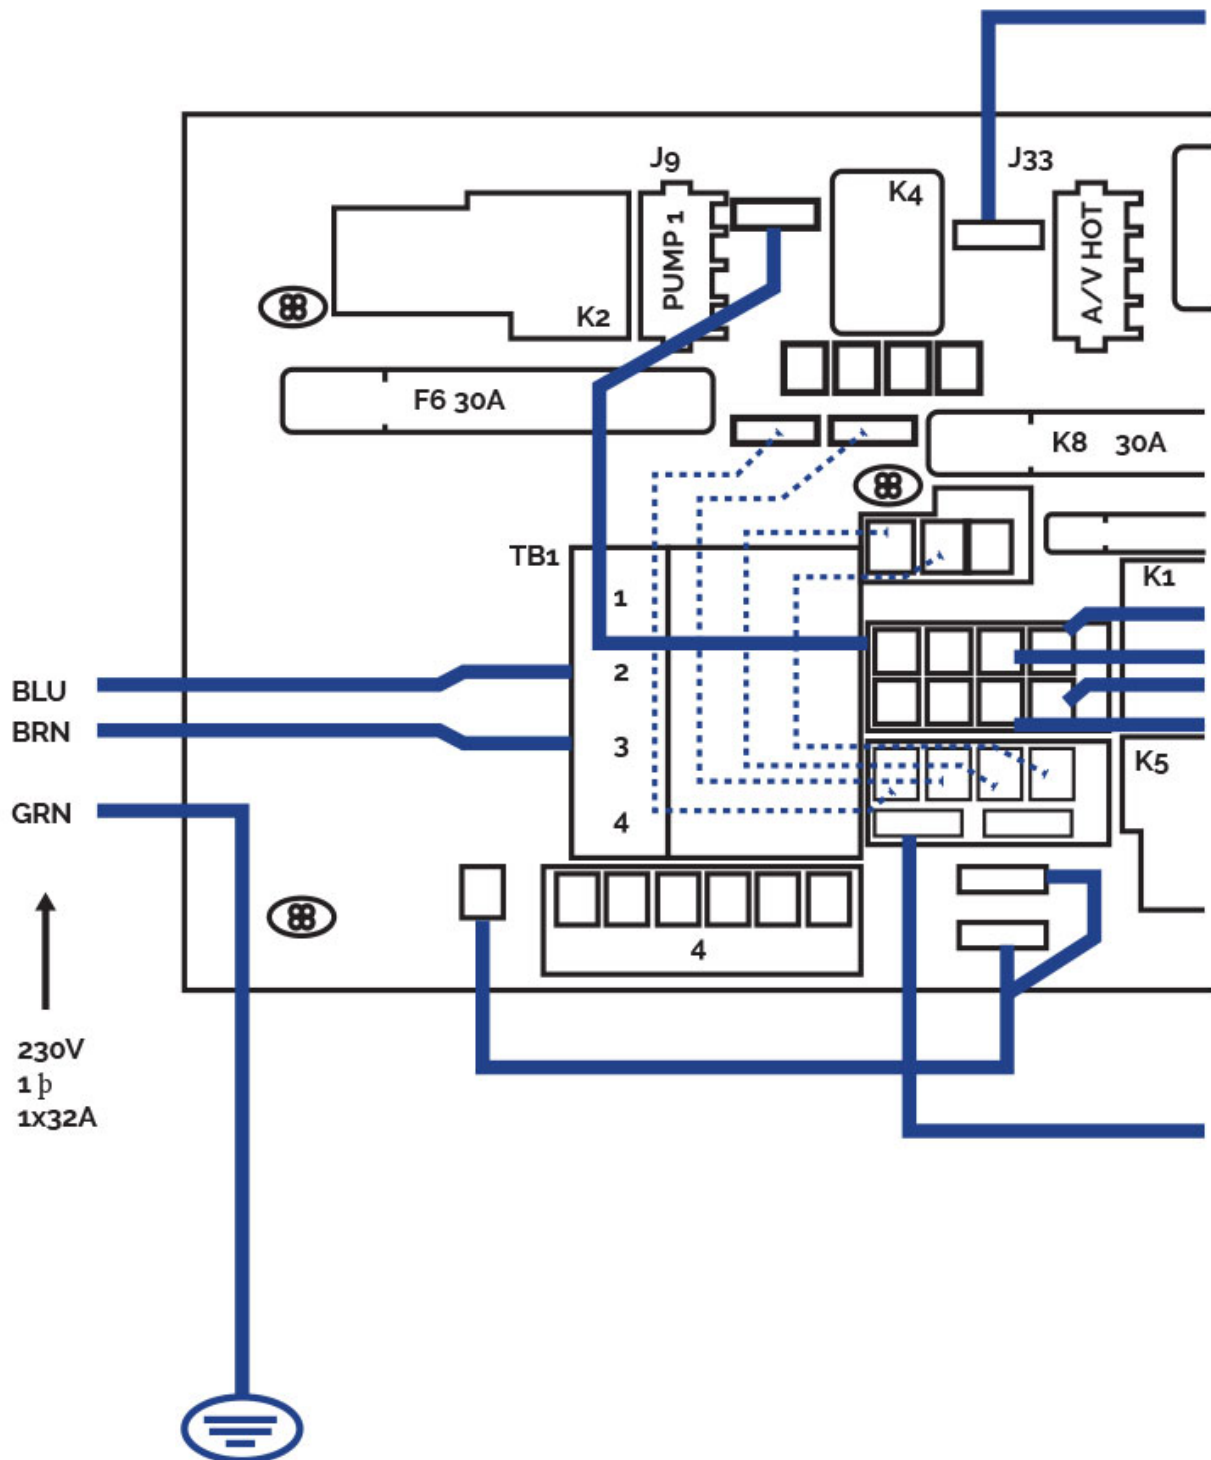 J9
J33
K4
PUMP 1
A/V HOT
K2
F6 30A
K8 30A
TB1
K1
1
2
BLU
BRN
3
K5
GRN
4
4
230V
1 þ
1x32A